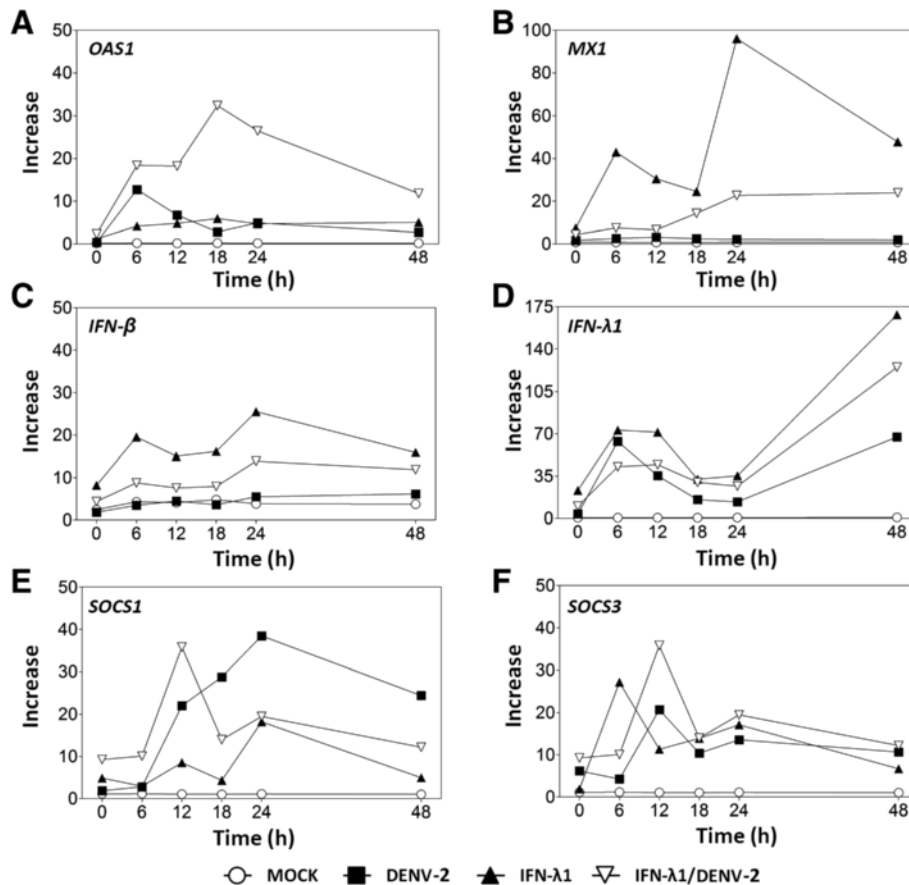 A
OAS1
Increase
50
40
30
20
10
0
0 6 12 18 24 48
Time (h)
B
MX1
Increase
100
80
60
40
20
0
0 6 12 18 24 48
Time (h)
C
IFN-β
Increase
50
40
30
20
10
0
0 6 12 18 24 48
Time (h)
D
IFN-λ1
Increase
175
145
105
70
35
0
0 6 12 18 24 48
Time (h)
E
SOCS1
Increase
50
40
30
20
10
0
0 6 12 18 24 48
Time (h)
F
SOCS3
Increase
50
40
30
20
10
0
0 6 12 18 24 48
Time (h)
MOCK DENV-2 IFN-λ1 IFN-λ1/DENV-2